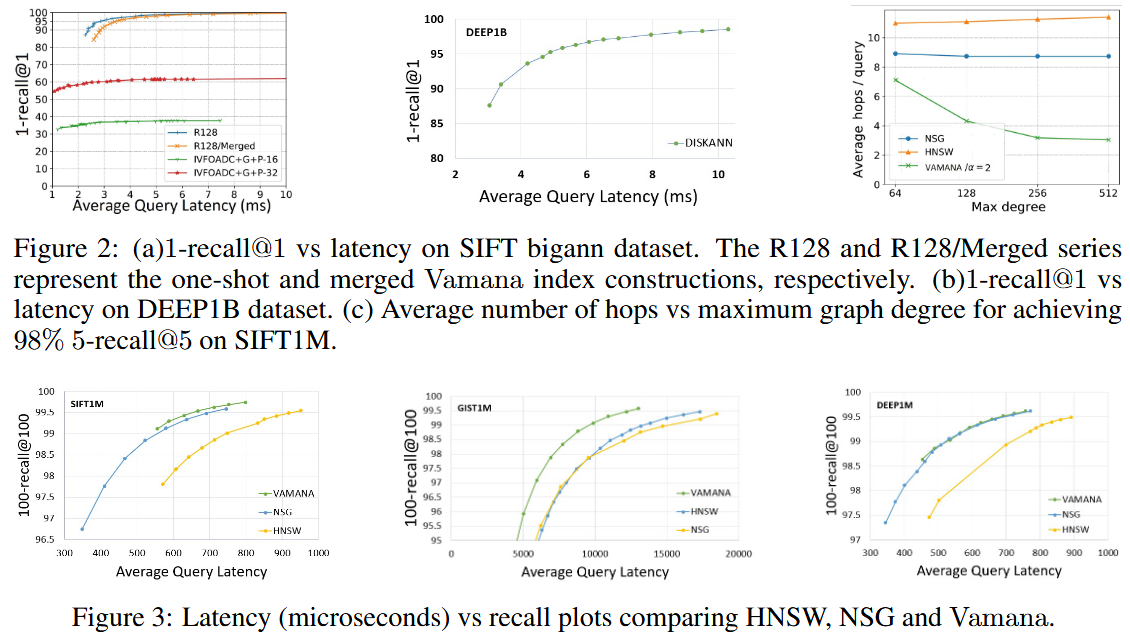 1-recall@1
100
95
90
80
70
60
50
40
30
20
10
0
R128
R128/Merged
IVFOADC+G+P-16
IVFOADC+G+P-32
1 2 3 4 5 6 7 8 9 10
Average Query Latency (ms)
1-recall@1
100
95
90
85
80
DEEP1B
DISKANN
2 4 6 8 10
Average Query Latency (ms)
Average hops / query
10
8
6
4
2
0
NSG
HNSW
VAMANA /α = 2
64 128 256 512
Max degree
Figure 2: (a)1-recall@1 vs latency on SIFT bigann dataset. The R128 and R128/Merged series
represent the one-shot and merged Vamana index constructions, respectively. (b)1-recall@1 vs
latency on DEEP1B dataset. (c) Average number of hops vs maximum graph degree for achieving
98% 5-recall@5 on SIFT1M.
100-recall@100
100
99.5
99
98.5
98
97.5
97
96.5
SIFT1M
VAMANA
NSG
HNSW
300 400 500 600 700 800 900 1000
Average Query Latency
100-recall@100
100
99.5
99
98.5
98
97.5
97
96.5
96
95.5
95
GIST1M
VAMANA
HNSW
NSG
0 5000 10000 15000 20000
Average Query Latency
100-recall@100
100
99.5
99
98.5
98
97.5
97
DEEP1M
VAMANA
NSG
HNSW
300 400 500 600 700 800 900 1000
Average Query Latency
Figure 3: Latency (microseconds) vs recall plots comparing HNSW, NSG and Vamana.